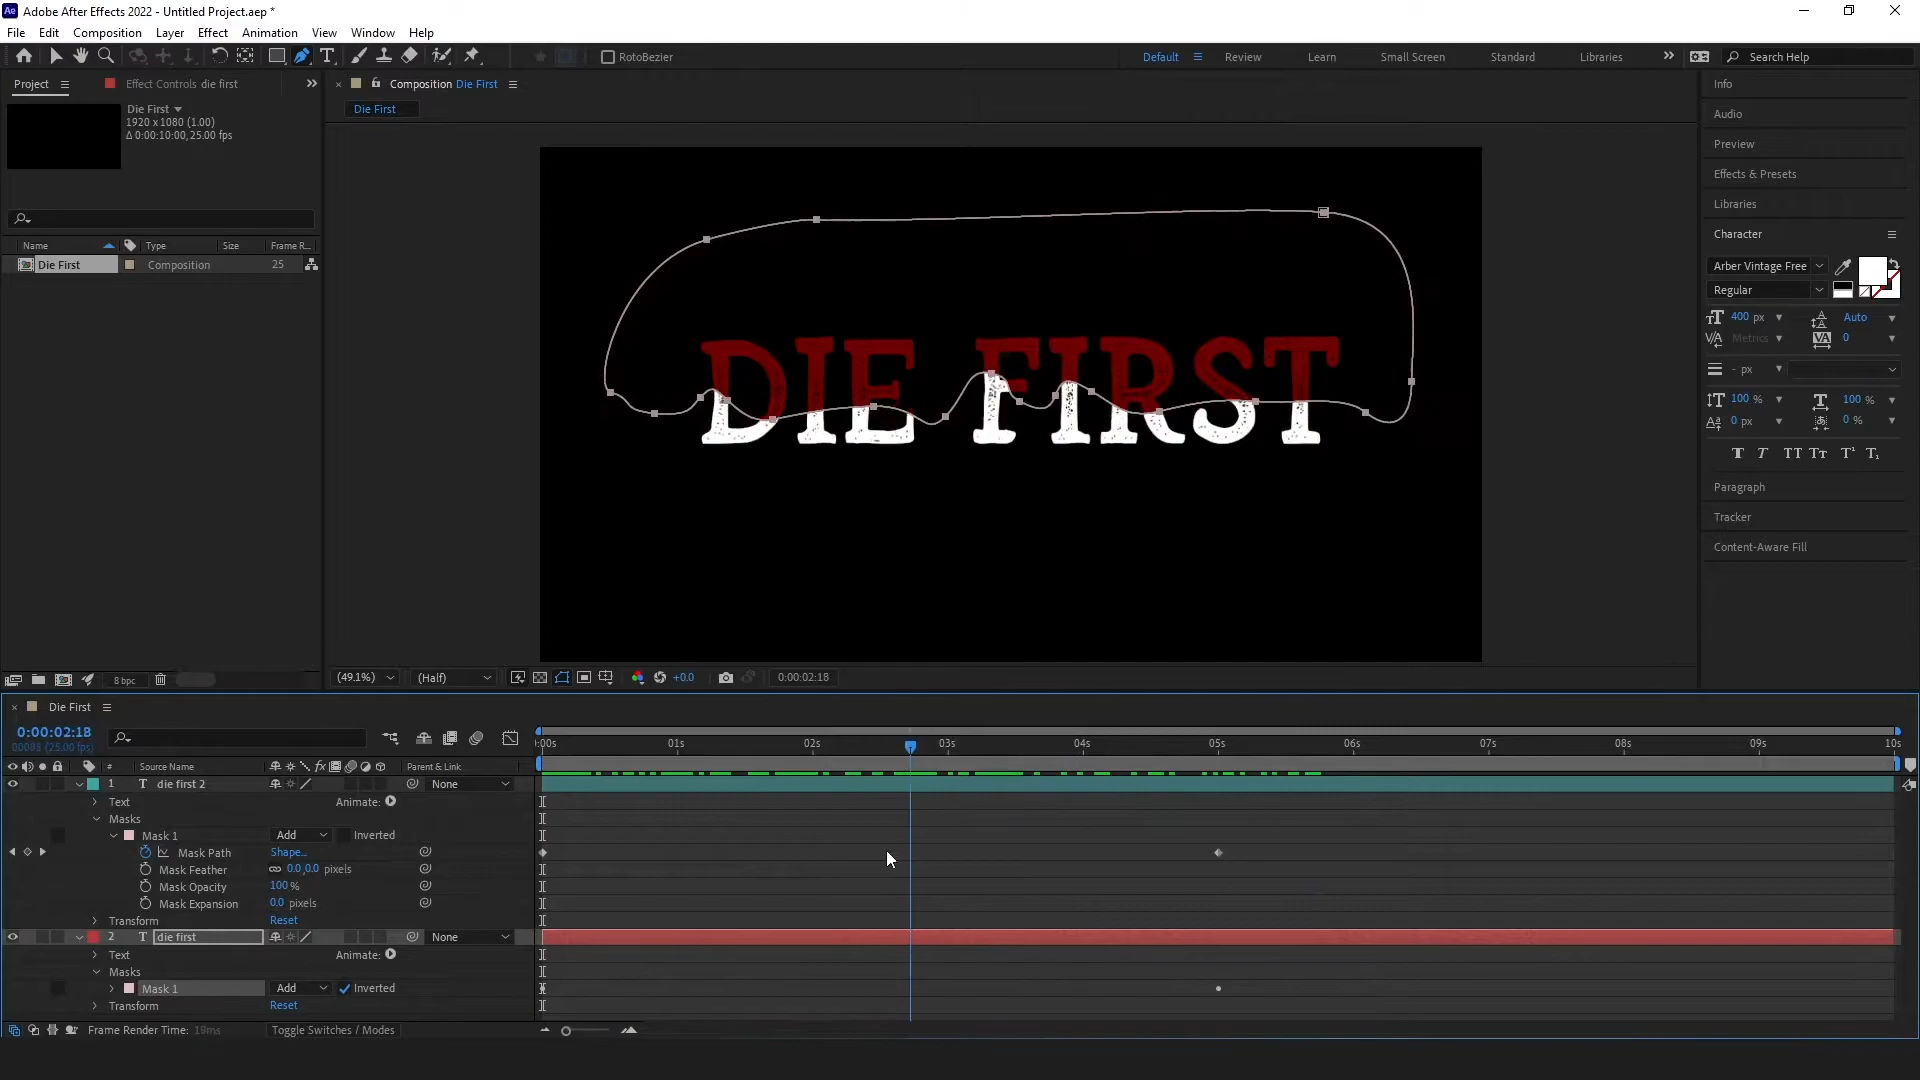 Ae Adobe After Effects 2022 - Untitled Project.aep *
File Edit Composition Layer Effect Animation View Window Help
RotoBezier Default Review Learn Small Screen Standard Libraries Search Help
Project Effect Controls die first
Composition Die First
Die First
Die First
1920 x 1080 (1.00)
Δ 0:00:10:00, 25.00 fps
Name Type Size Frame R...
Die First Composition 25
8 bpc
DIE FIRST
(49.1%) (Half) +0.0 0:00:02:18
Info
Audio
Preview
Effects & Presets
Libraries
Character
Arber Vintage Free
Regular
400 px Auto
Metrics 0
- px
100 % 100 %
0 px 0 %
T T TT Tт T¹ T₁
Paragraph
Tracker
Content-Aware Fill
Die First
0:00:02:18
(25.00 fps)
:00s 01s 02s 03s 04s 05s 06s 07s 08s 09s 10s
# Source Name fx Parent & Link
1 T die first 2 None
Text Animate:
Masks
Mask 1 Add Inverted
Mask Path Shape...
Mask Feather 0.0,0.0 pixels
Mask Opacity 100 %
Mask Expansion 0.0 pixels
Transform Reset
2 T die first None
Text Animate:
Masks
Mask 1 Add Inverted
Transform Reset
Frame Render Time: 19ms Toggle Switches / Modes